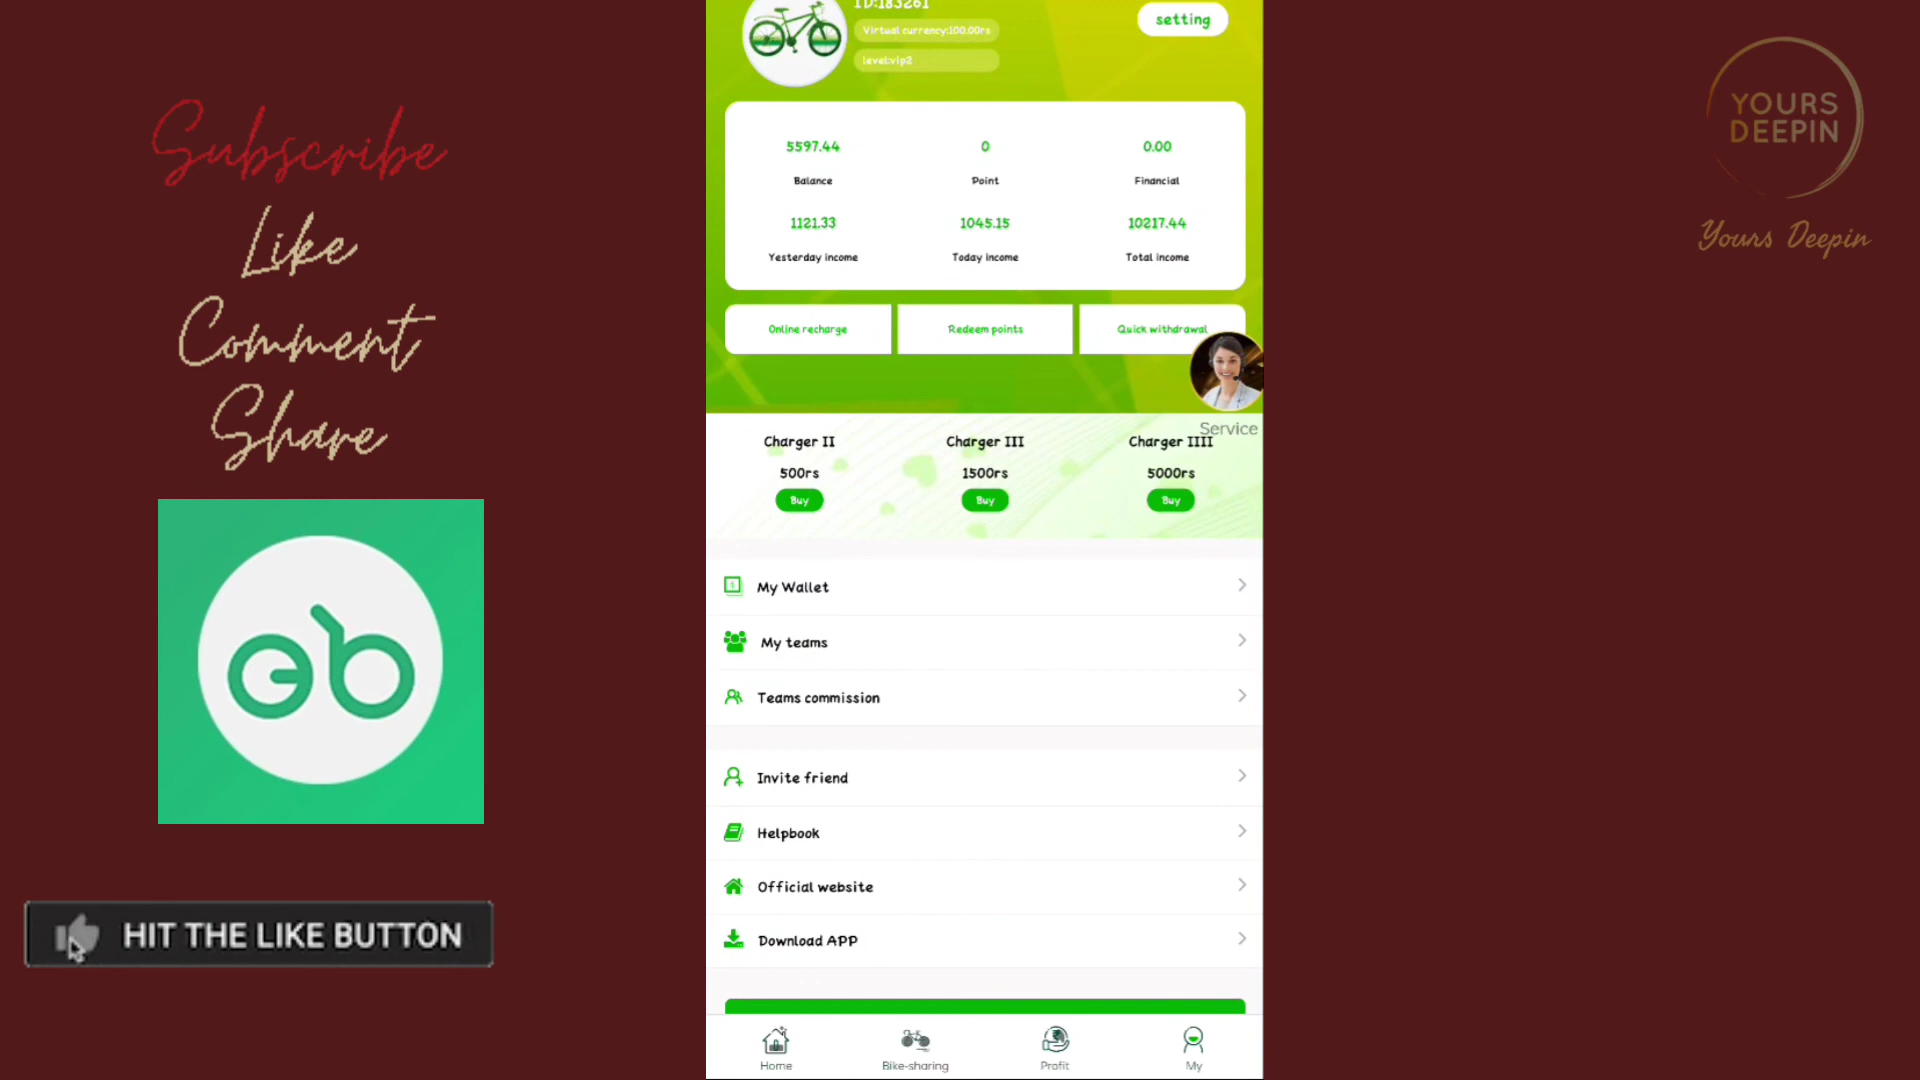 ID:183261
Virtual currency:100.00rs
level:vip2
setting
5597.44
0
0.00
Balance
Point
Financial
1121.33
1045.15
10217.44
Yesterday income
Today income
Total income
Online recharge
Redeem points
Quick withdrawal
Service
Charger II
Charger III
Charger IIII
500rs
1500rs
5000rs
Buy
Buy
Buy
My Wallet
My teams
Teams commission
Invite friend
Helpbook
Official website
Download APP
Home
Bike-sharing
Profit
My
Subscribe
Like
Comment
Share
eb
HIT THE LIKE BUTTON
YOURS
DEEPIN
Yours Deepin